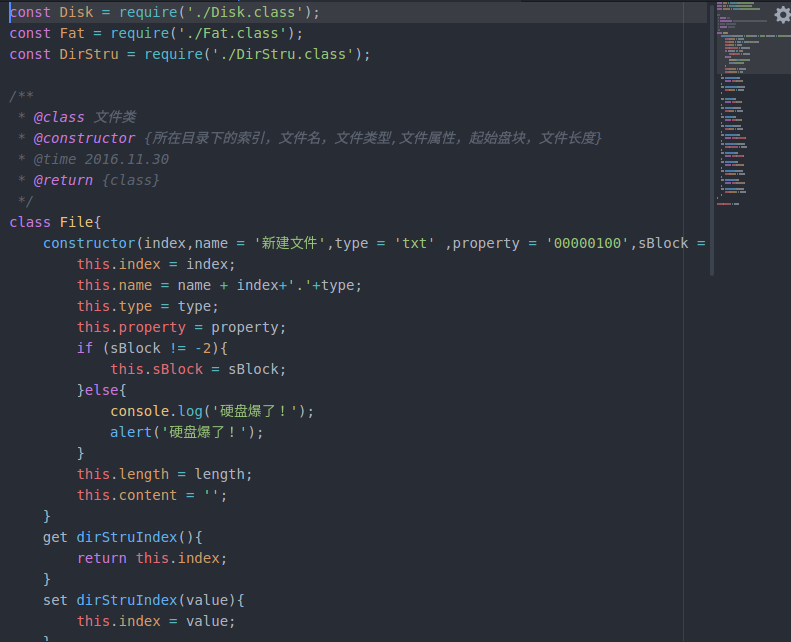 const Disk = require('./Disk.class');
const Fat = require('./Fat.class');
const DirStru = require('./DirStru.class');
/**
 * @class 文件类
 * @constructor {所在目录下的索引，文件名，文件类型,文件属性，起始盘块，文件长度}
 * @time 2016.11.30
 * @return {class}
 */
class File{
    constructor(index,name = '新建文件',type = 'txt' ,property = '00000100',sBlock =
        this.index = index;
        this.name = name + index+'.'+type;
        this.type = type;
        this.property = property;
        if (sBlock != -2){
            this.sBlock = sBlock;
        }else{
            console.log('硬盘爆了！');
            alert('硬盘爆了！');
        }
        this.length = length;
        this.content = '';
    }
    get dirStruIndex(){
        return this.index;
    }
    set dirStruIndex(value){
        this.index = value;
    }